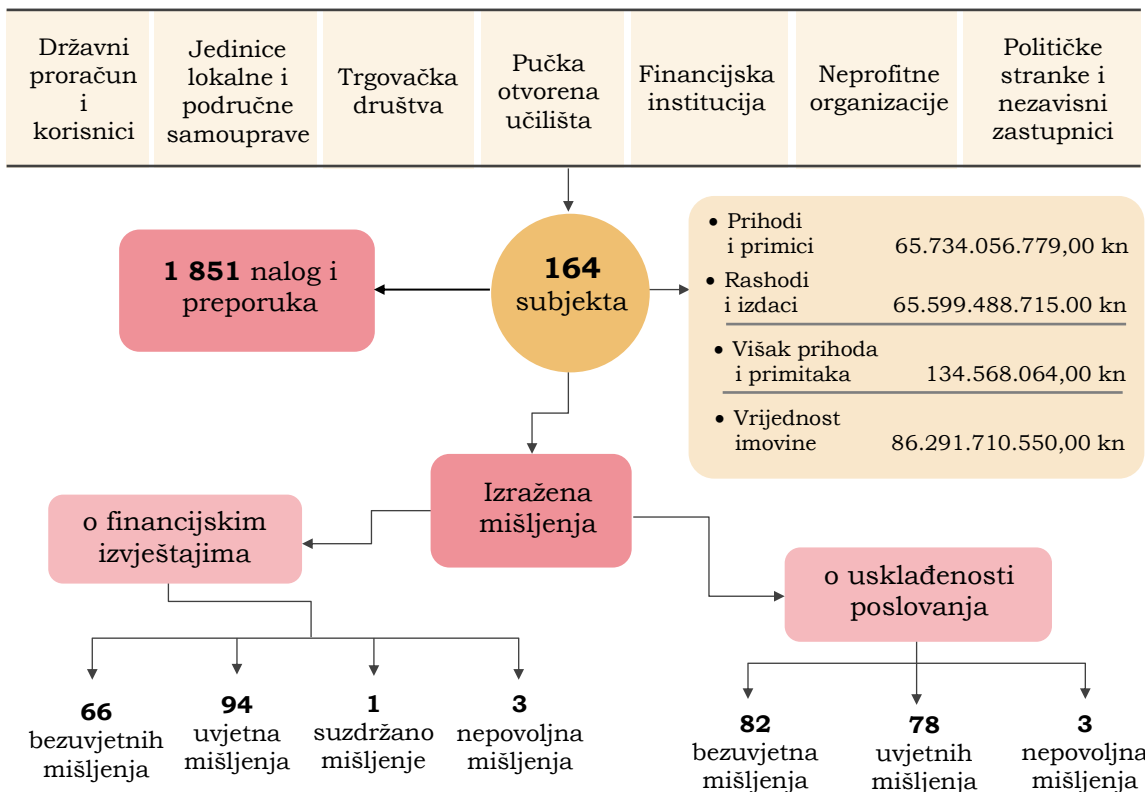 Državni
proračun
i
korisnici
Jedinice
lokalne i
područne
samouprave
Trgovačka
društva
Pučka
otvorena
učilišta
Financijska
institucija
Neprofitne
organizacije
Političke
stranke i
nezavisni
zastupnici
1 851 nalog i
preporuka
164
subjekta
• Prihodi
i primici 65.734.056.779,00 kn
• Rashodi
i izdaci 65.599.488.715,00 kn
• Višak prihoda
i primitaka 134.568.064,00 kn
• Vrijednost
imovine 86.291.710.550,00 kn
Izražena
mišljenja
o financijskim
izvještajima
o usklađenosti
poslovanja
66
bezuvjetnih
mišljenja
94
uvjetna
mišljenja
1
suzdržano
mišljenje
3
nepovoljna
mišljenja
82
bezuvjetna
mišljenja
78
uvjetnih
mišljenja
3
nepovoljna
mišljenja